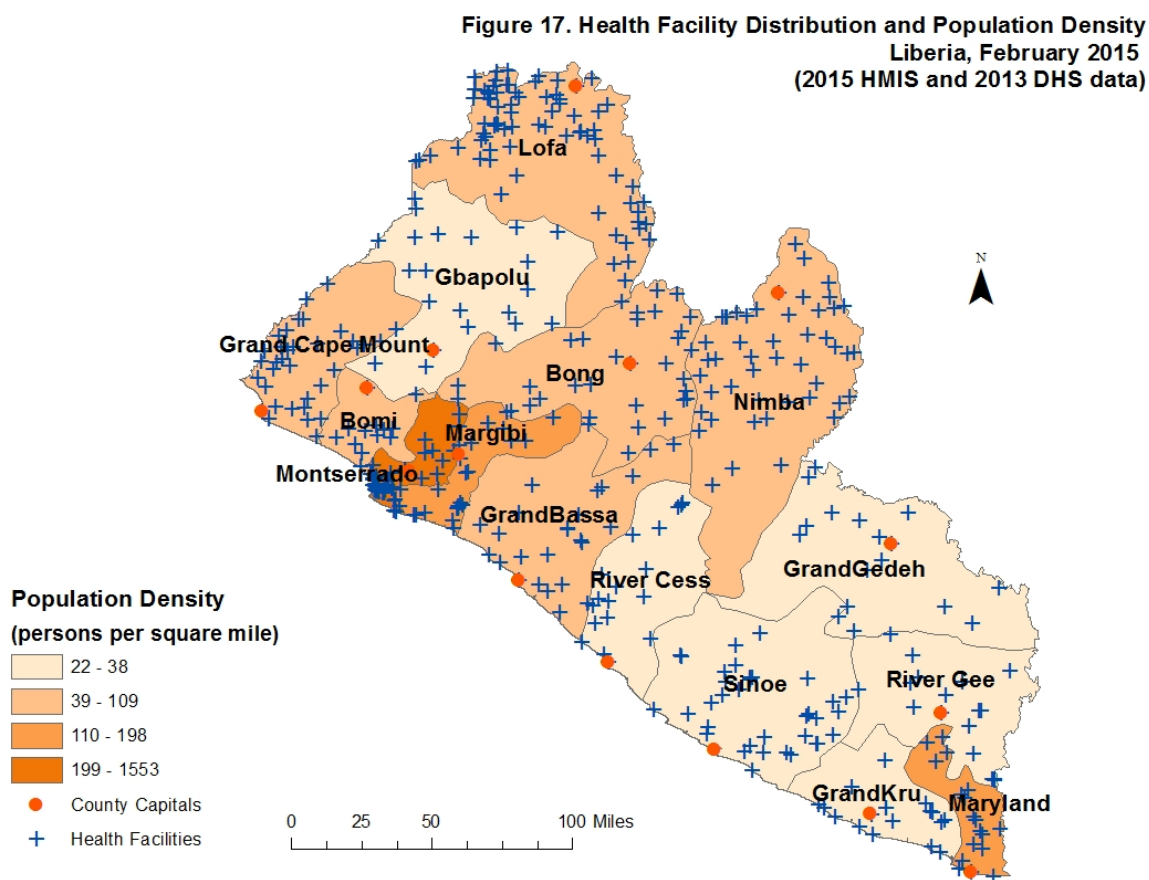 Figure 17. Health Facility Distribution and Population Density
Liberia, February 2015
(2015 HMIS and 2013 DHS data)
Lofa
N
Gbapolu
Grand Cape Mount
Bong
Nimba
Bomi
Margibi
Montserrado
GrandBassa
River Cess
GrandGedeh
Sinoe
River Gee
GrandKru
Maryland
Population Density
(persons per square mile)
22 - 38
39 - 109
110 - 198
199 - 1553
County Capitals
Health Facilities
0 25 50 100 Miles